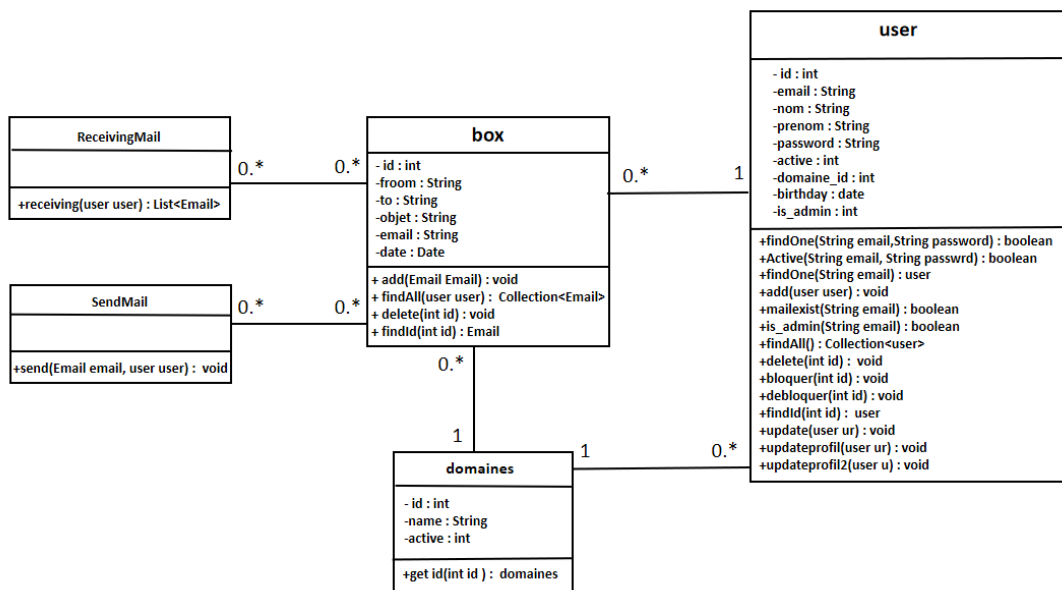 ReceivingMail
+receiving(user user) : List<Email>
0.*
0.*
SendMail
+send(Email email, user user) : void
0.*
0.*
box
- id : int
-froom : String
-to : String
-objet : String
-email : String
-date : Date
+ add(Email Email) : void
+ findAll(user user) : Collection<Email>
+ delete(int id) : void
+ findId(int id) : Email
0.*
1
0.*
1
domaines
- id : int
-name : String
-active : int
+get id(int id ) : domaines
1
0.*
user
- id : int
-email : String
-nom : String
-prenom : String
-password : String
-active : int
-domaine_id : int
-birthday : date
-is_admin : int
+findOne(String email,String password) : boolean
+Active(String email, String passwrd) : boolean
+findOne(String email) : user
+add(user user) : void
+mailexist(String email) : boolean
+is_admin(String email) : boolean
+findAll() : Collection<user>
+delete(int id) : void
+bloquer(int id) : void
+debloquer(int id) : void
+findId(int id) : user
+update(user ur) : void
+updateprofil(user ur) : void
+updateprofil2(user u) : void